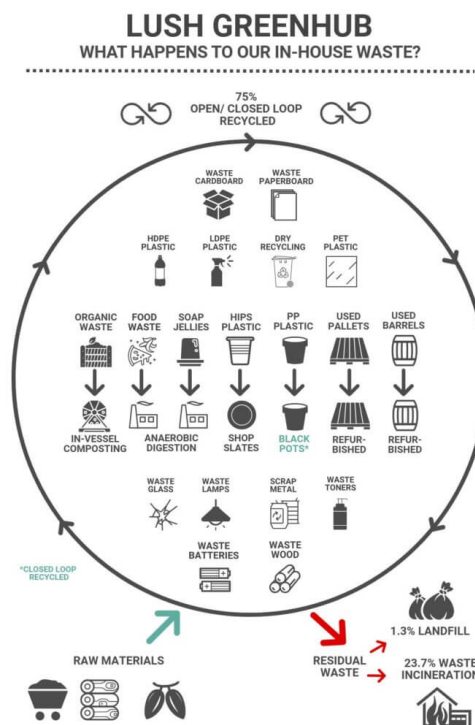 LUSH GREENHUB
WHAT HAPPENS TO OUR IN-HOUSE WASTE?
75%
OPEN/ CLOSED LOOP
RECYCLED
WASTE
CARDBOARD
WASTE
PAPERBOARD
HDPE
PLASTIC
LDPE
PLASTIC
DRY
RECYCLING
PET
PLASTIC
ORGANIC
WASTE
FOOD
WASTE
SOAP
JELLIES
HIPS
PLASTIC
PP
PLASTIC
USED
PALLETS
USED
BARRELS
IN-VESSEL
COMPOSTING
ANAEROBIC
DIGESTION
SHOP
SLATES
BLACK
POTS*
REFUR-
BISHED
REFUR-
BISHED
WASTE
GLASS
WASTE
LAMPS
SCRAP
METAL
WASTE
TONERS
WASTE
BATTERIES
WASTE
WOOD
*CLOSED LOOP
RECYCLED
RAW MATERIALS
RESIDUAL
WASTE
1.3% LANDFILL
23.7% WASTE
INCINERATION